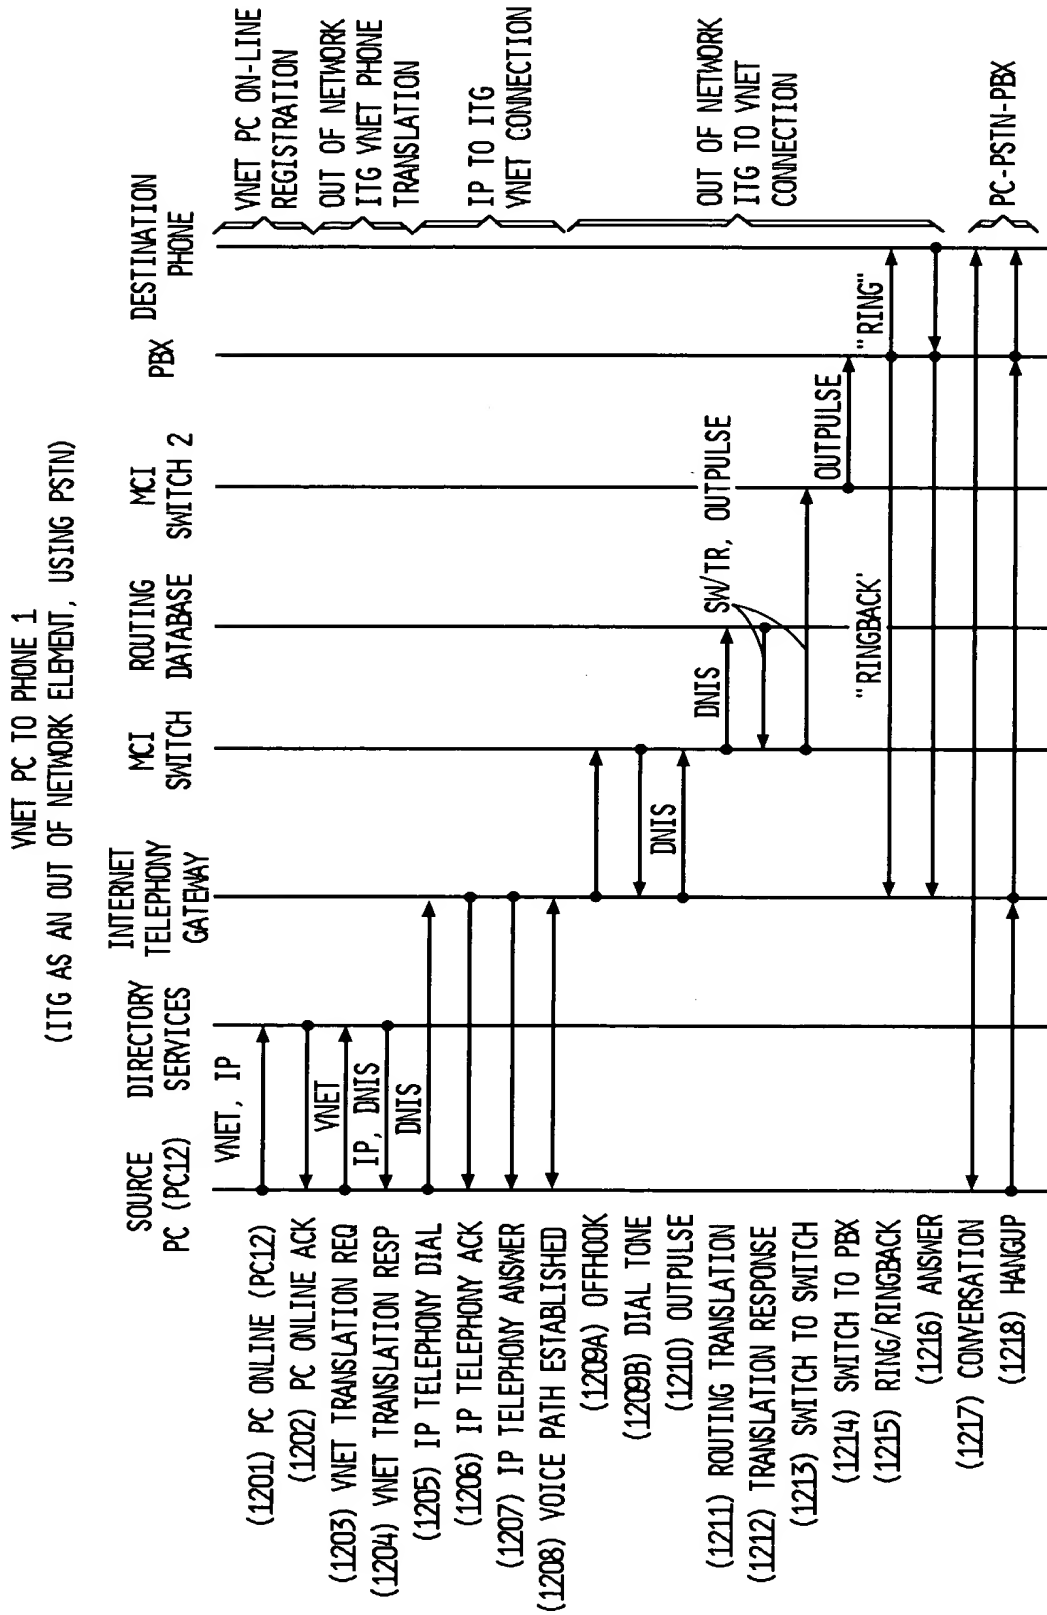 VNET PC TO PHONE 1
(ITG AS AN OUT OF NETWORK ELEMENT, USING PSTN)
SOURCE
PC (PC12)
DIRECTORY
SERVICES
INTERNET
TELEPHONY
GATEWAY
MCI
SWITCH
ROUTING
DATABASE
MCI
SWITCH 2
PBX
DESTINATION
PHONE
(1201) PC ONLINE (PC12)
VNET, IP
(1202) PC ONLINE ACK
(1203) VNET TRANSLATION REQ
VNET
(1204) VNET TRANSLATION RESP
IP, DNIS
(1205) IP TELEPHONY DIAL
DNIS
(1206) IP TELEPHONY ACK
(1207) IP TELEPHONY ANSWER
(1208) VOICE PATH ESTABLISHED
(1209A) OFFHOOK
(1209B) DIAL TONE
(1210) OUTPULSE
DNIS
(1211) ROUTING TRANSLATION
DNIS
(1212) TRANSLATION RESPONSE
SW/TR, OUTPULSE
(1213) SWITCH TO SWITCH
(1214) SWITCH TO PBX
OUTPULSE
(1215) RING/RINGBACK
"RINGBACK'
"RING"
(1216) ANSWER
(1217) CONVERSATION
(1218) HANGUP
VNET PC ON-LINE
REGISTRATION
OUT OF NETWORK
ITG VNET PHONE
TRANSLATION
IP TO ITG
VNET CONNECTION
OUT OF NETWORK
ITG TO VNET
CONNECTION
PC-PSTN-PBX